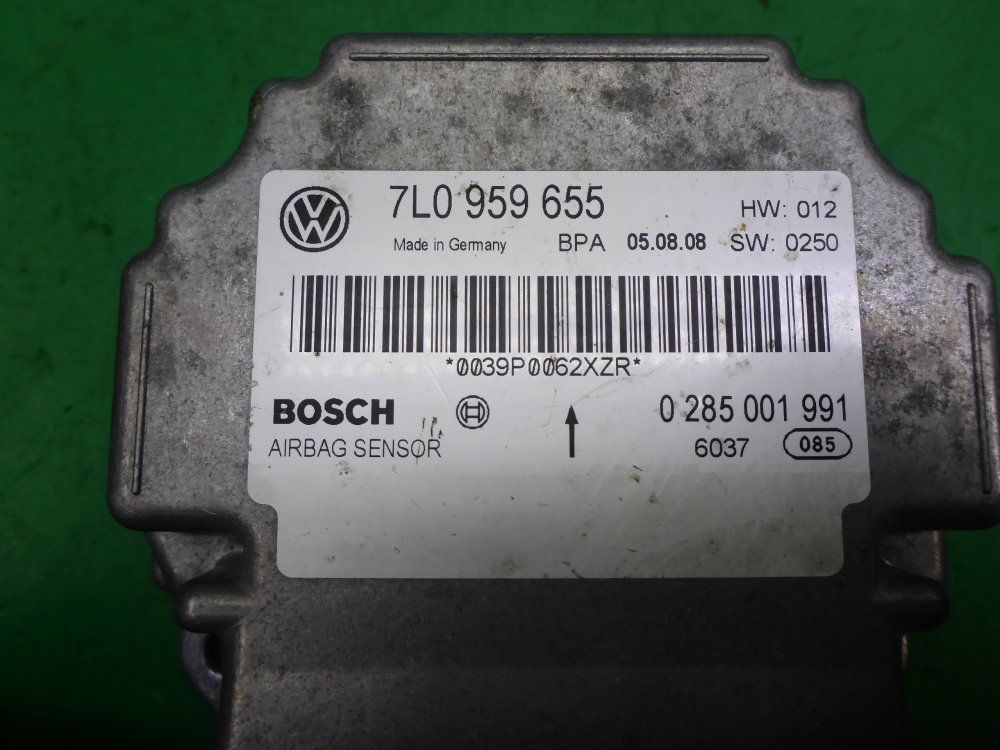 7L0 959 655
HW: 012
Made in Germany BPA 05.08.08 SW: 0250
*0039P0062XZR*
BOSCH 0 285 001 991
AIRBAG SENSOR 6037 085